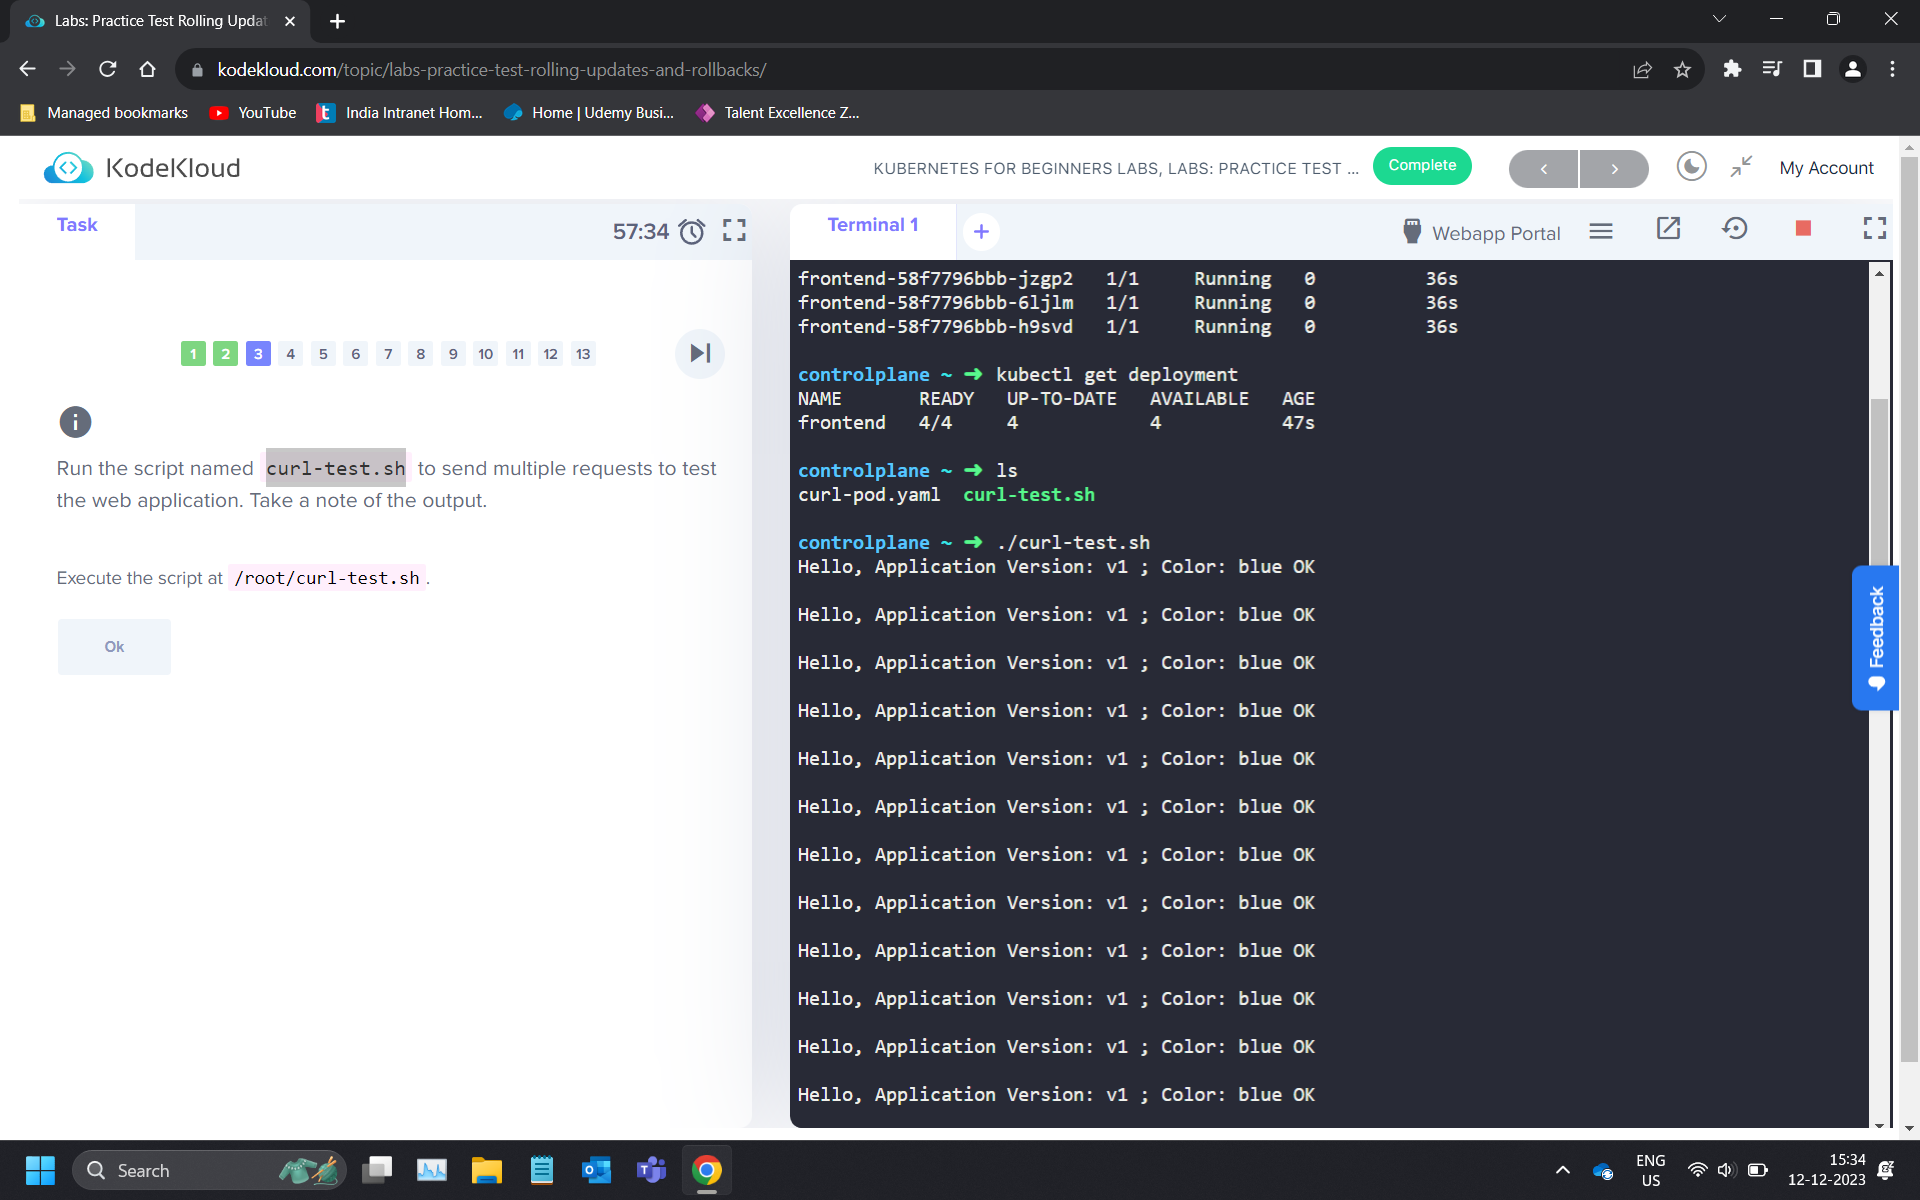 Labs: Practice Test Rolling Updat
kodekloud.com/topic/labs-practice-test-rolling-updates-and-rollbacks/
Managed bookmarks
YouTube
India Intranet Hom...
Home | Udemy Busi...
Talent Excellence Z...
KodeKloud
KUBERNETES FOR BEGINNERS LABS, LABS: PRACTICE TEST ...
Complete
My Account
Task
57:34
1 2 3 4 5 6 7 8 9 10 11 12 13
Run the script named curl-test.sh to send multiple requests to test
the web application. Take a note of the output.
Execute the script at /root/curl-test.sh.
Ok
Terminal 1
+
Webapp Portal
frontend-58f7796bbb-jzgp2 1/1 Running 0 36s
frontend-58f7796bbb-6ljlm 1/1 Running 0 36s
frontend-58f7796bbb-h9svd 1/1 Running 0 36s
controlplane ~ ➜ kubectl get deployment
NAME READY UP-TO-DATE AVAILABLE AGE
frontend 4/4 4 4 47s
controlplane ~ ➜ ls
curl-pod.yaml curl-test.sh
controlplane ~ ➜ ./curl-test.sh
Hello, Application Version: v1 ; Color: blue OK
Hello, Application Version: v1 ; Color: blue OK
Hello, Application Version: v1 ; Color: blue OK
Hello, Application Version: v1 ; Color: blue OK
Hello, Application Version: v1 ; Color: blue OK
Hello, Application Version: v1 ; Color: blue OK
Hello, Application Version: v1 ; Color: blue OK
Hello, Application Version: v1 ; Color: blue OK
Hello, Application Version: v1 ; Color: blue OK
Hello, Application Version: v1 ; Color: blue OK
Hello, Application Version: v1 ; Color: blue OK
Hello, Application Version: v1 ; Color: blue OK
Feedback
Search
ENG
US
15:34
12-12-2023